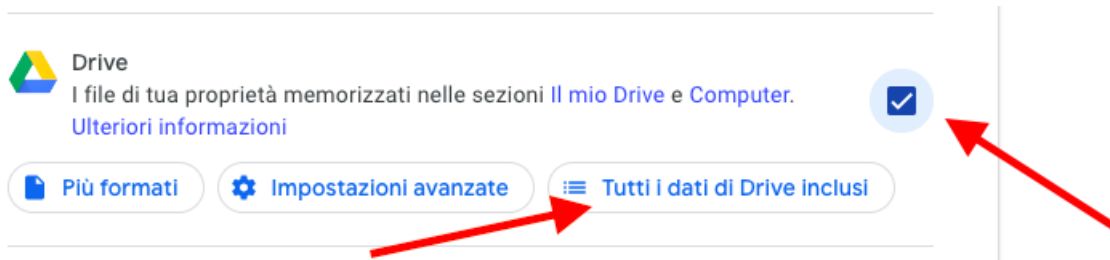 Drive
I file di tua proprietà memorizzati nelle sezioni Il mio Drive e Computer.
Ulteriori informazioni
Più formati
Impostazioni avanzate
Tutti i dati di Drive inclusi